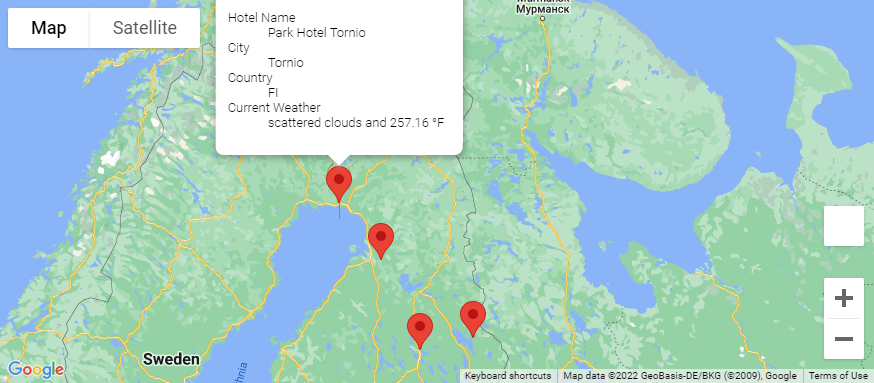 Мурманск
Map
Satellite
Hotel Name
Park Hotel Tornio
City
Tornio
Country
FI
Current Weather
scattered clouds and 257.16 °F
Sweden
Google
Keyboard shortcuts
Map data ©2022 GeoBasis-DE/BKG (©2009), Google
Terms of Use